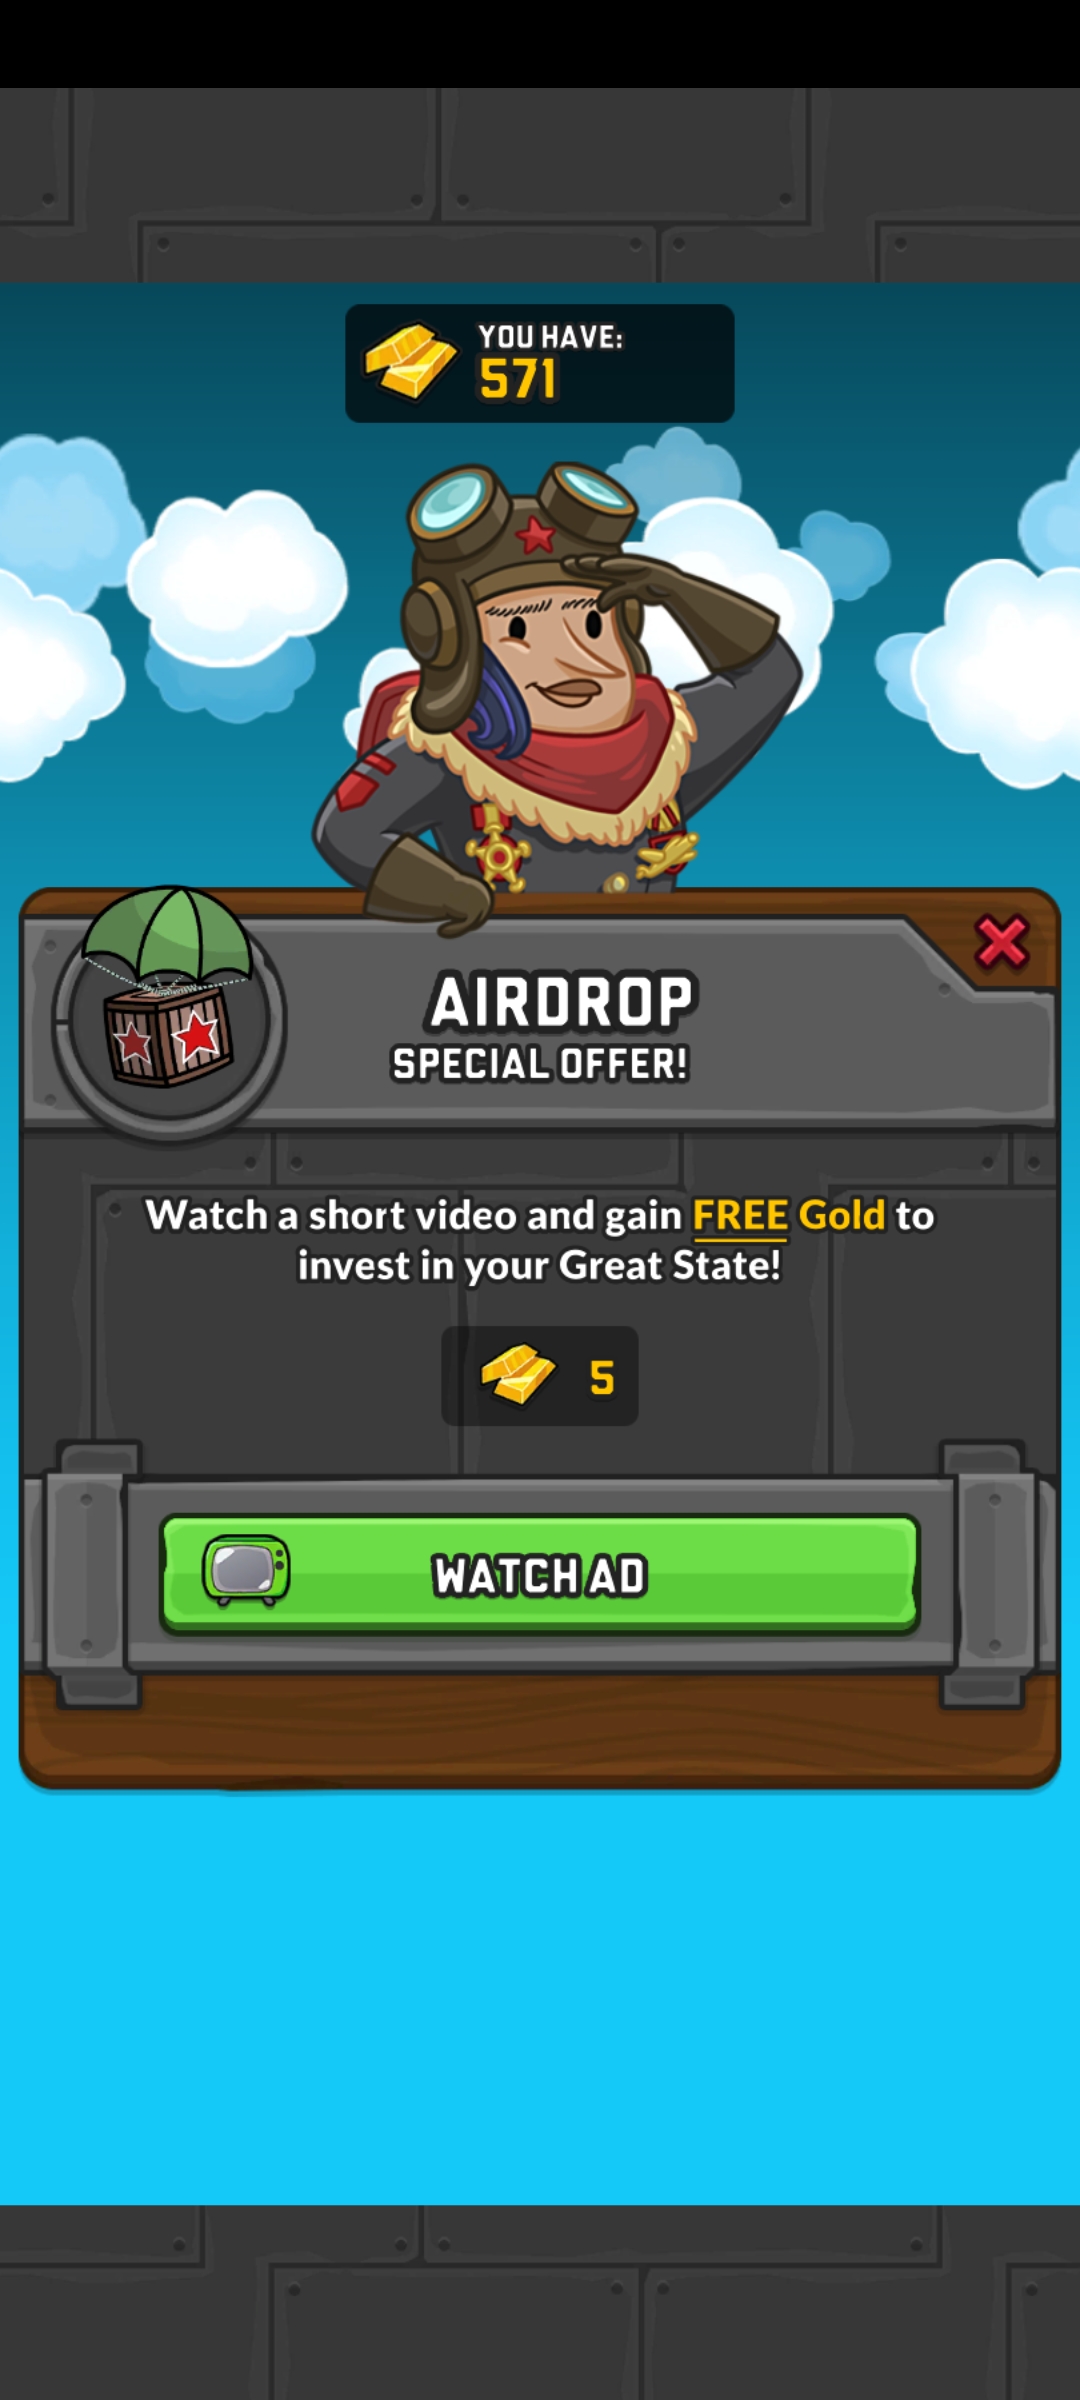 YOU HAVE:
571
AIRDROP
SPECIAL OFFER!
Watch a short video and gain FREE Gold to
invest in your Great State!
5
WATCH AD